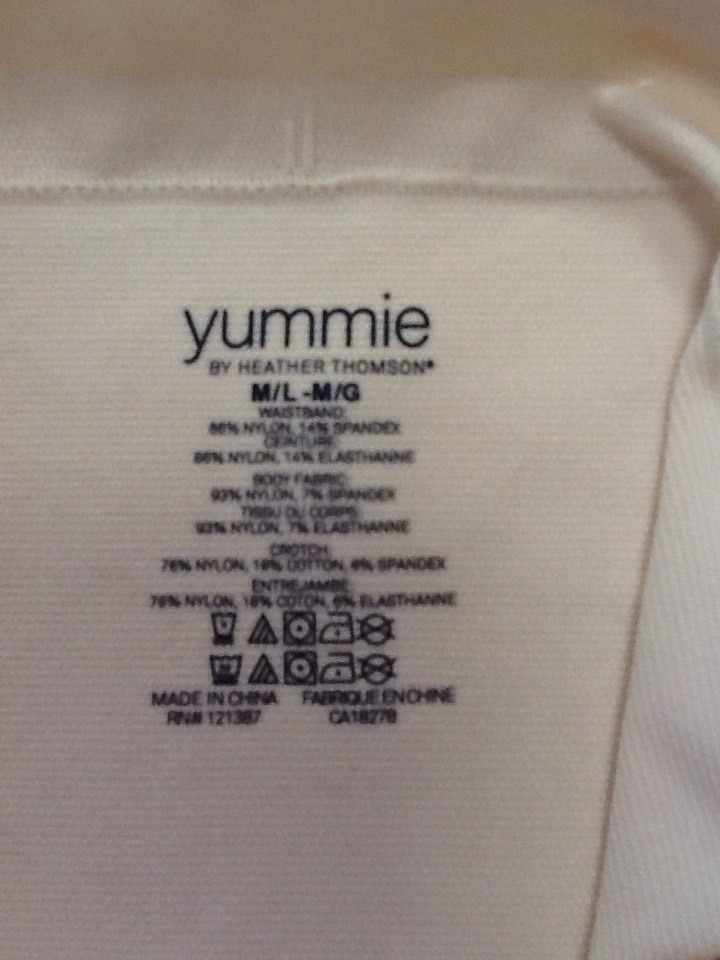 yummie
BY HEATHER THOMSON®
M/L - M/G
WAISTBAND:
86% NYLON, 14% SPANDEX
CEINTURE:
86% NYLON, 14% ELASTHANNE
BODY FABRIC:
93% NYLON, 7% SPANDEX
TISSU DU CORPS:
93% NYLON, 7% ELASTHANNE
CROTCH:
76% NYLON, 18% COTTON, 6% SPANDEX
ENTREJAMBE:
76% NYLON, 18% COTON, 6% ELASTHANNE
MADE IN CHINA FABRIQUE EN CHINE
RN# 121387 CA18278